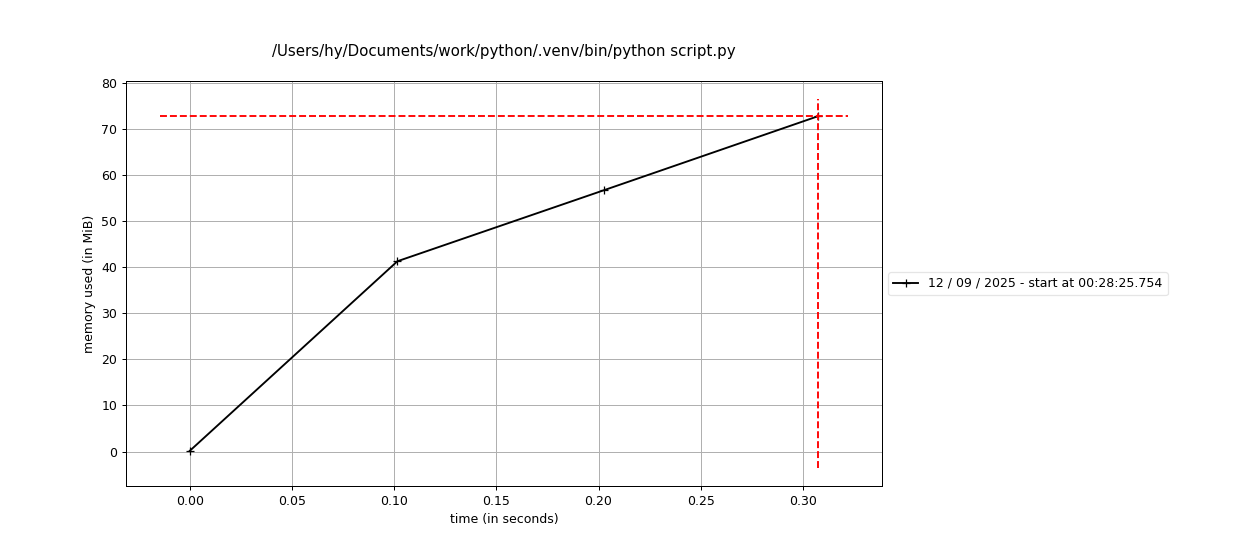 /Users/hy/Documents/work/python/.venv/bin/python script.py
80
70
60
50
40
30
20
10
0
memory used (in MiB)
0.00 0.05 0.10 0.15 0.20 0.25 0.30
time (in seconds)
12 / 09 / 2025 - start at 00:28:25.754